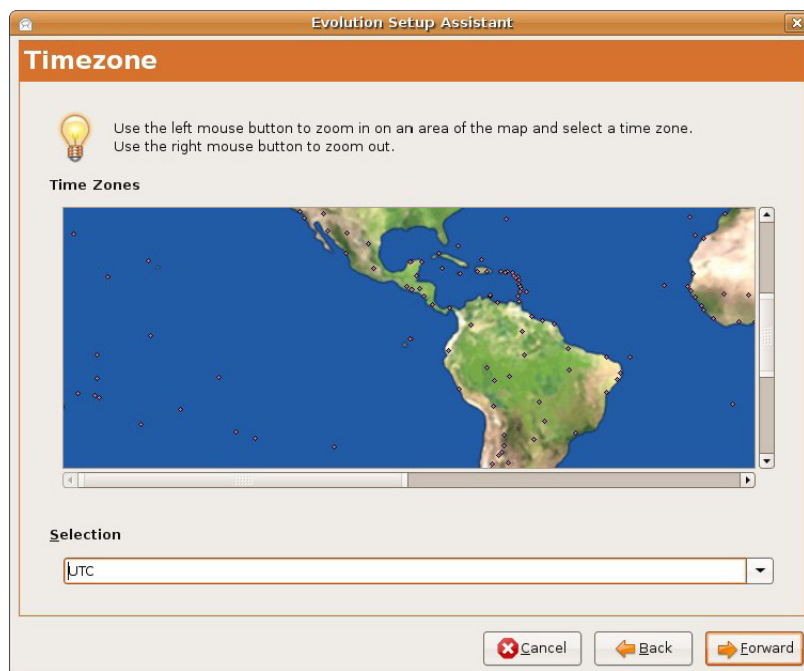 Evolution Setup Assistant
Timezone
Use the left mouse button to zoom in on an area of the map and select a time zone.
Use the right mouse button to zoom out.
Time Zones
Selection
UTC
Cancel
Back
Forward